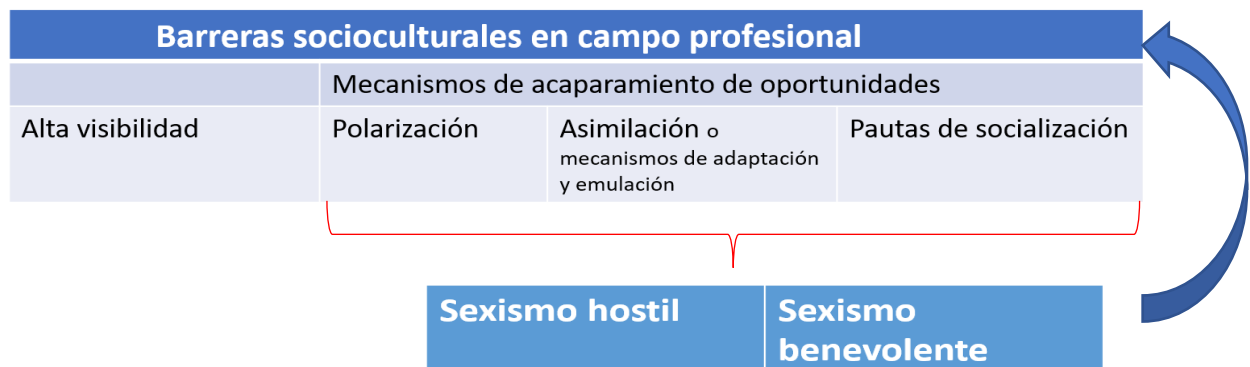 Barreras socioculturales en campo profesional
Mecanismos de acaparamiento de oportunidades
Alta visibilidad
Polarización
Asimilación o
mecanismos de adaptación
y emulación
Pautas de socialización
Sexismo hostil
Sexismo
benevolente